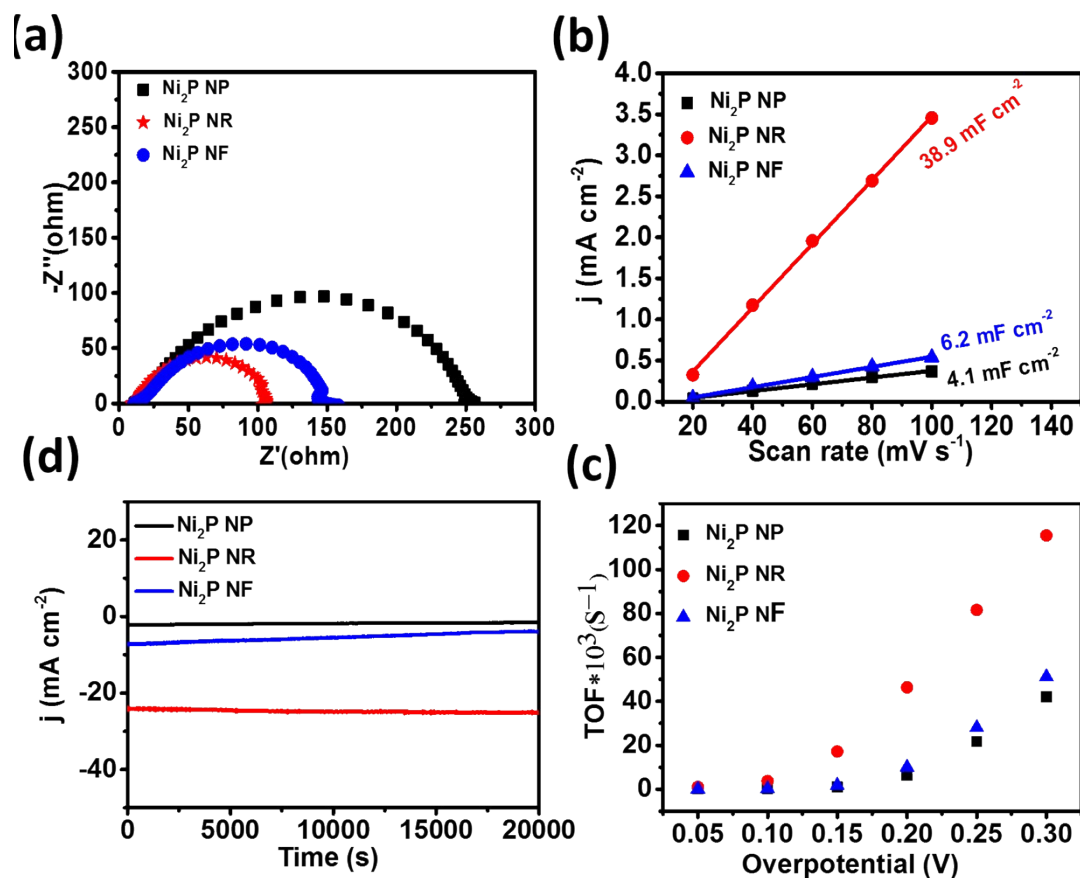 (a)
300
250
200
150
100
50
0
-Z''(ohm)
Ni₂P NP
Ni₂P NR
Ni₂P NF
0 50 100 150 200 250 300
Z'(ohm)
(b)
4.0
3.5
3.0
2.5
2.0
1.5
1.0
0.5
0.0
j (mA cm⁻²)
Ni₂P NP
Ni₂P NR
Ni₂P NF
38.9 mF cm⁻²
6.2 mF cm⁻²
4.1 mF cm⁻²
20 40 60 80 100 120 140
Scan rate (mV s⁻¹)
(d)
20
0
-20
-40
j (mA cm⁻²)
Ni₂P NP
Ni₂P NR
Ni₂P NF
0 5000 10000 15000 20000
Time (s)
(c)
120
100
80
60
40
20
0
TOF*10³(S⁻¹)
Ni₂P NP
Ni₂P NR
Ni₂P NF
0.05 0.10 0.15 0.20 0.25 0.30
Overpotential (V)